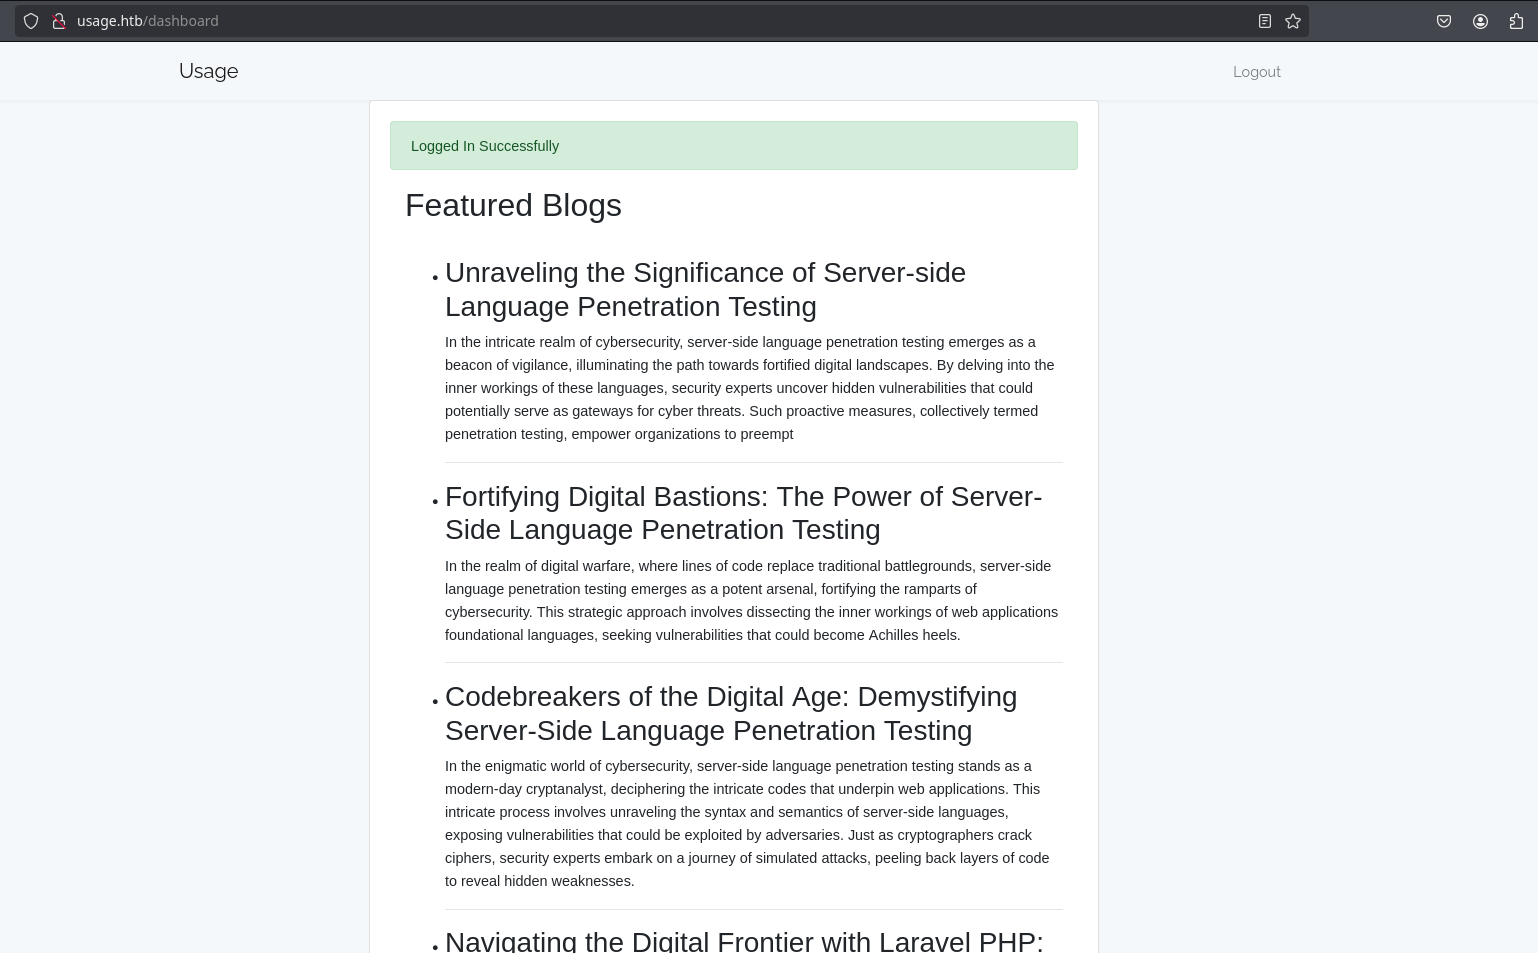 usage.htb/dashboard
Usage
Logout
Logged In Successfully
Featured Blogs
Unraveling the Significance of Server-side
Language Penetration Testing
In the intricate realm of cybersecurity, server-side language penetration testing emerges as a
beacon of vigilance, illuminating the path towards fortified digital landscapes. By delving into the
inner workings of these languages, security experts uncover hidden vulnerabilities that could
potentially serve as gateways for cyber threats. Such proactive measures, collectively termed
penetration testing, empower organizations to preempt
Fortifying Digital Bastions: The Power of Server-
Side Language Penetration Testing
In the realm of digital warfare, where lines of code replace traditional battlegrounds, server-side
language penetration testing emerges as a potent arsenal, fortifying the ramparts of
cybersecurity. This strategic approach involves dissecting the inner workings of web applications
foundational languages, seeking vulnerabilities that could become Achilles heels.
Codebreakers of the Digital Age: Demystifying
Server-Side Language Penetration Testing
In the enigmatic world of cybersecurity, server-side language penetration testing stands as a
modern-day cryptanalyst, deciphering the intricate codes that underpin web applications. This
intricate process involves unraveling the syntax and semantics of server-side languages,
exposing vulnerabilities that could be exploited by adversaries. Just as cryptographers crack
ciphers, security experts embark on a journey of simulated attacks, peeling back layers of code
to reveal hidden weaknesses.
Navigating the Digital Frontier with Laravel PHP: